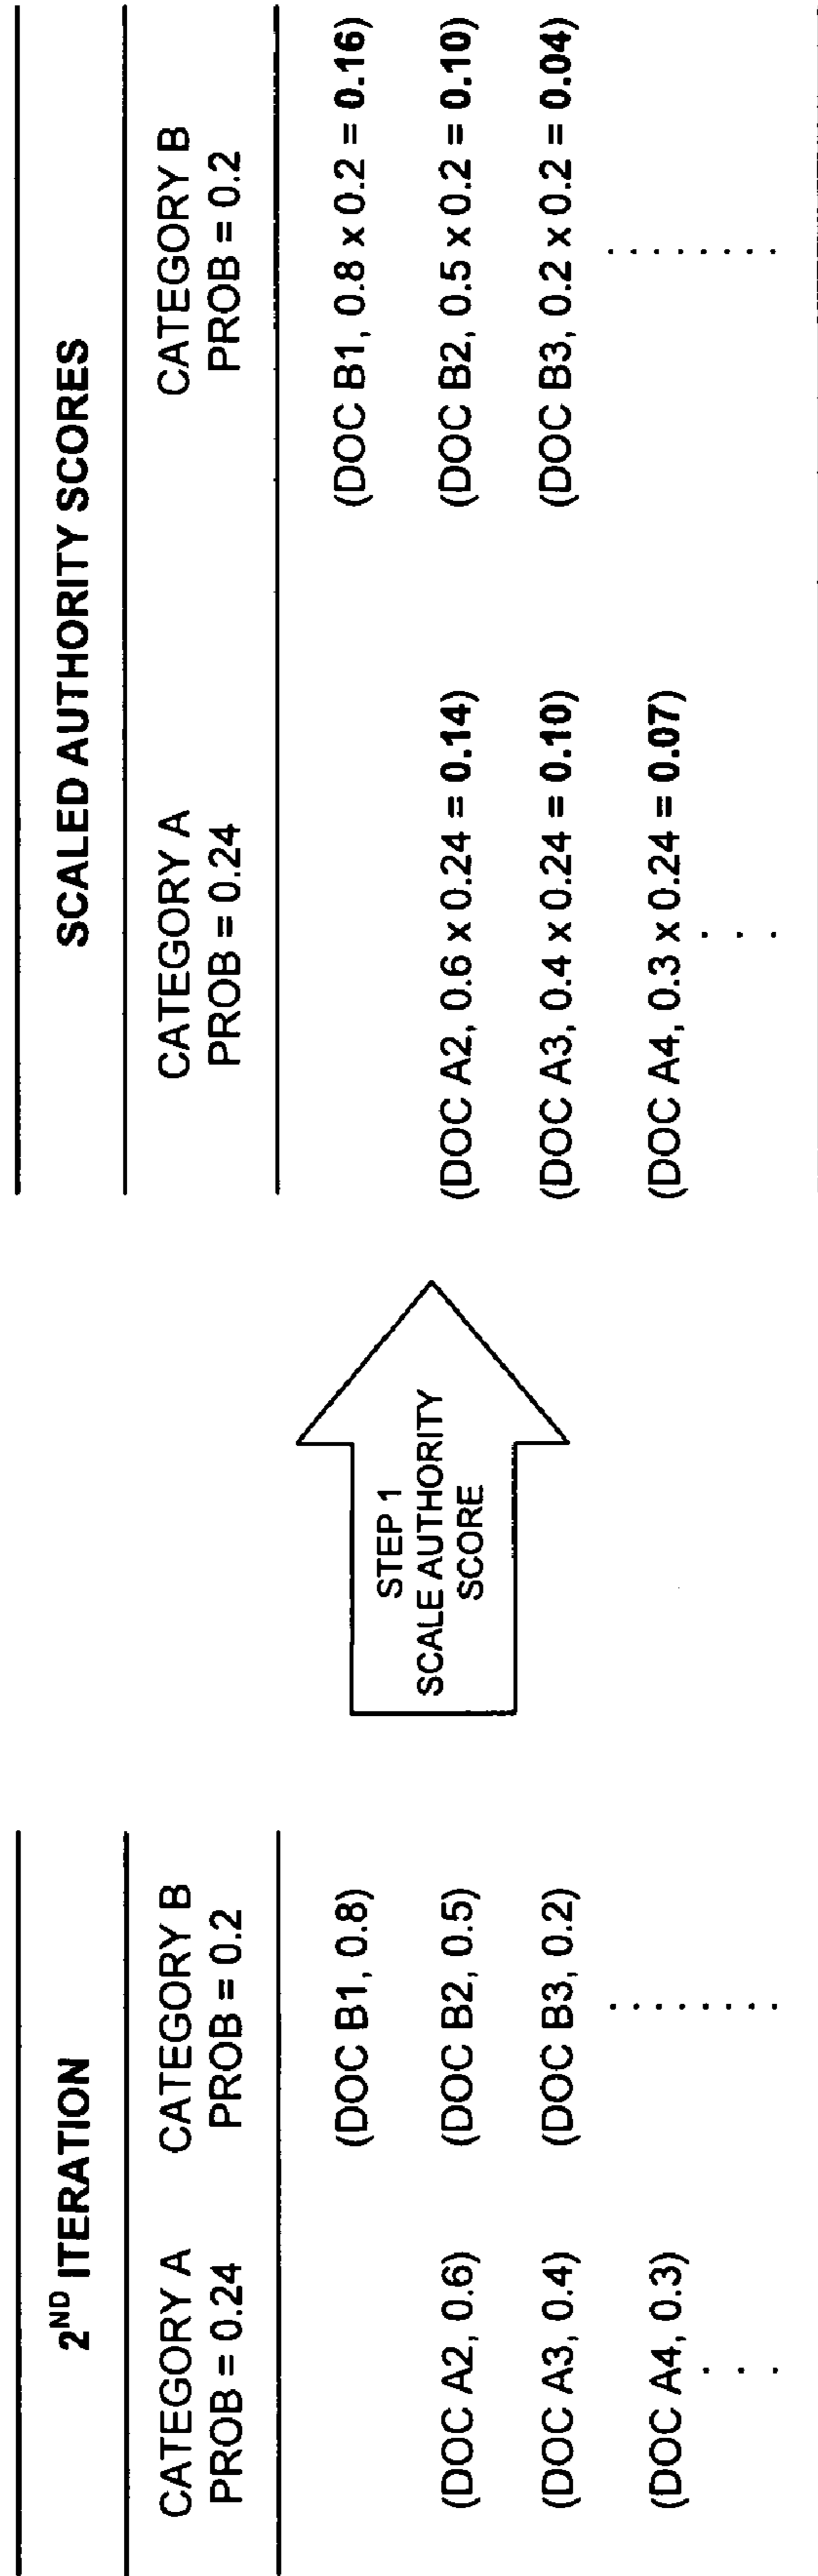 2ND ITERATION
CATEGORY A CATEGORY B
PROB = 0.24 PROB = 0.2
(DOC B1, 0.8)
(DOC A2, 0.6) (DOC B2, 0.5)
(DOC A3, 0.4) (DOC B3, 0.2)
(DOC A4, 0.3) . . . . . . . .
. . .
STEP 1
SCALE AUTHORITY
SCORE
SCALED AUTHORITY SCORES
CATEGORY A CATEGORY B
PROB = 0.24 PROB = 0.2
(DOC B1, 0.8 x 0.2 = 0.16)
(DOC A2, 0.6 x 0.24 = 0.14) (DOC B2, 0.5 x 0.2 = 0.10)
(DOC A3, 0.4 x 0.24 = 0.10) (DOC B3, 0.2 x 0.2 = 0.04)
(DOC A4, 0.3 x 0.24 = 0.07) . . . . . . . .
. . .